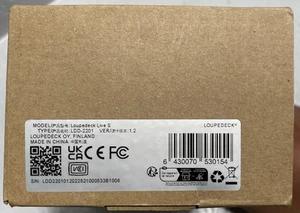 MODEL/产品型号: Loupedeck Live S
TYPE/产品名称: LDD-2201 VER/硬件版本: 1.2
LOUPEDECK OY, FINLAND
MADE IN CHINA 中国制造
UK CA CE FC
LOUPEDECK®
6 430070 530154